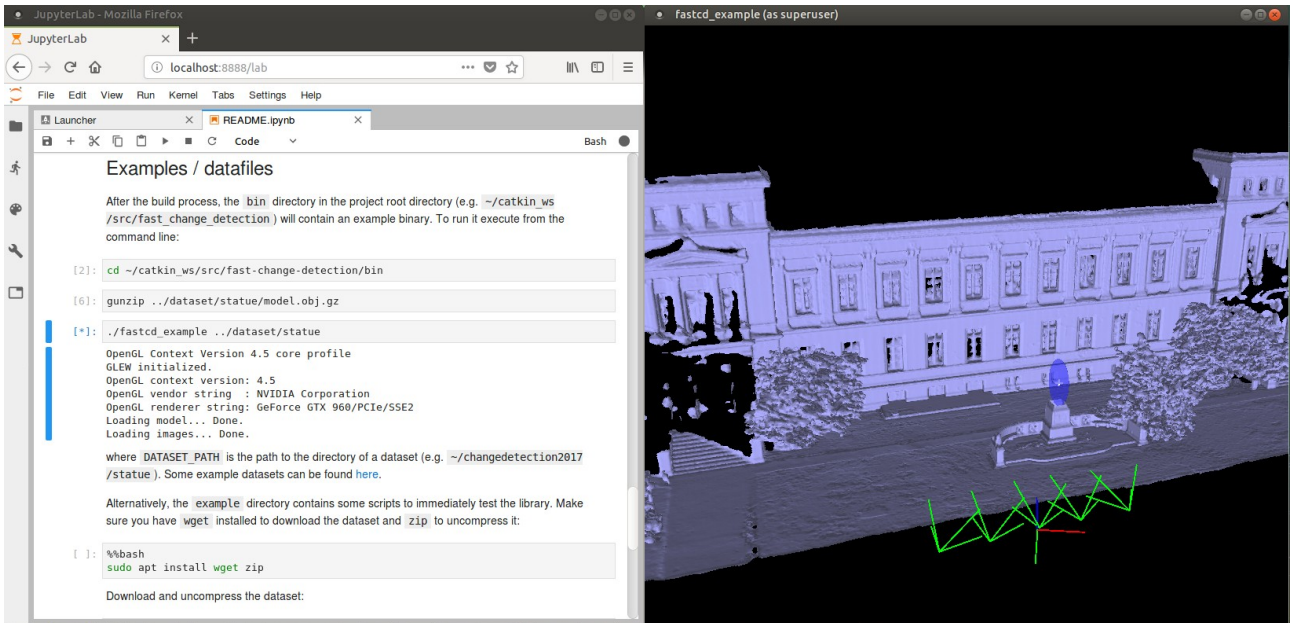 JupyterLab - Mozilla Firefox
fastcd_example (as superuser)
JupyterLab
localhost:8888/lab
File Edit View Run Kernel Tabs Settings Help
Launcher
README.ipynb
Code
Bash
Examples / datafiles
After the build process, the bin directory in the project root directory (e.g. ~/catkin_ws
/src/fast_change_detection ) will contain an example binary. To run it execute from the
command line:
[2]: cd ~/catkin_ws/src/fast-change-detection/bin
[6]: gunzip ../dataset/statue/model.obj.gz
[*]: ./fastcd_example ../dataset/statue
OpenGL Context Version 4.5 core profile
GLEW initialized.
OpenGL context version: 4.5
OpenGL vendor string : NVIDIA Corporation
OpenGL renderer string: GeForce GTX 960/PCIe/SSE2
Loading model... Done.
Loading images... Done.
where DATASET_PATH is the path to the directory of a dataset (e.g. ~/changedetection2017
/statue ). Some example datasets can be found here.
Alternatively, the example directory contains some scripts to immediately test the library. Make
sure you have wget installed to download the dataset and zip to uncompress it:
[ ]: %%bash
sudo apt install wget zip
Download and uncompress the dataset: